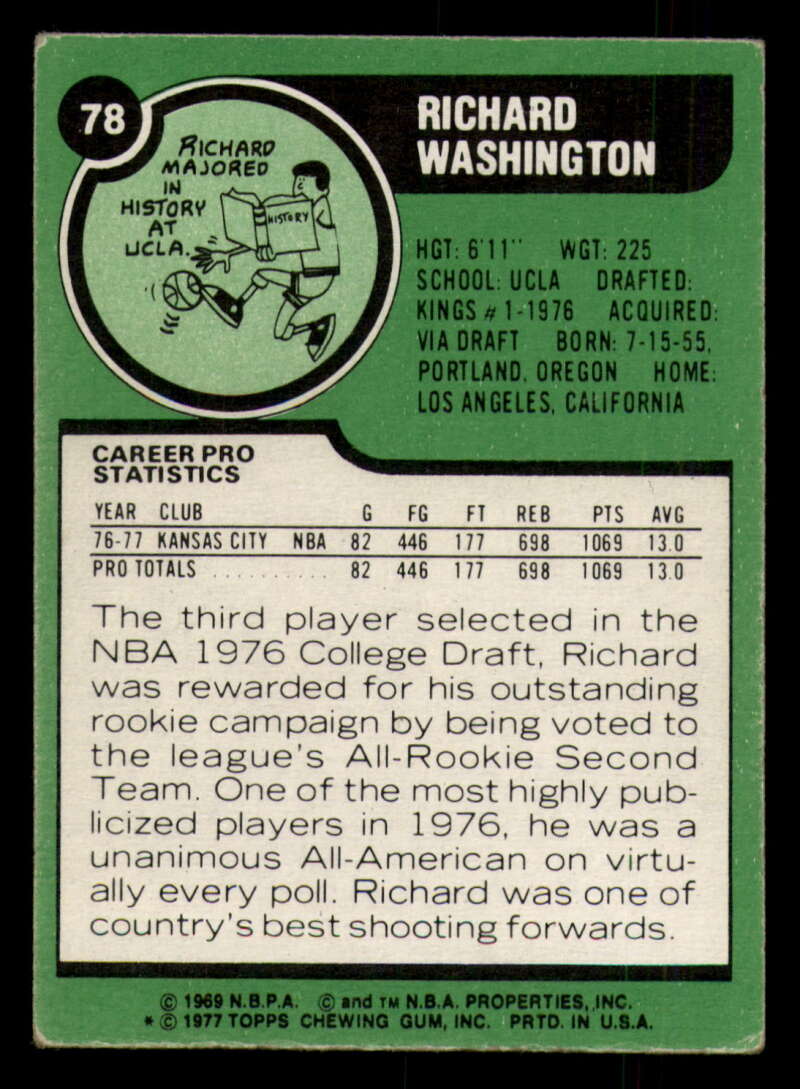 78
RICHARD
MAJORED
IN
HISTORY
AT
UCLA.
HISTORY
RICHARD
WASHINGTON
HGT: 6'11" WGT: 225
SCHOOL: UCLA DRAFTED:
KINGS #1-1976 ACQUIRED:
VIA DRAFT BORN: 7-15-55,
PORTLAND, OREGON HOME:
LOS ANGELES, CALIFORNIA
CAREER PRO
STATISTICS
YEAR CLUB G FG FT REB PTS AVG
76-77 KANSAS CITY NBA 82 446 177 698 1069 13.0
PRO TOTALS .......... 82 446 177 698 1069 13.0
The third player selected in the
NBA 1976 College Draft, Richard
was rewarded for his outstanding
rookie campaign by being voted to
the league's All-Rookie Second
Team. One of the most highly pub-
licized players in 1976, he was a
unanimous All-American on virtu-
ally every poll. Richard was one of
country's best shooting forwards.
© 1969 N.B.P.A. © and TM N.B.A. PROPERTIES, INC.
* © 1977 TOPPS CHEWING GUM, INC. PRTD. IN U.S.A.